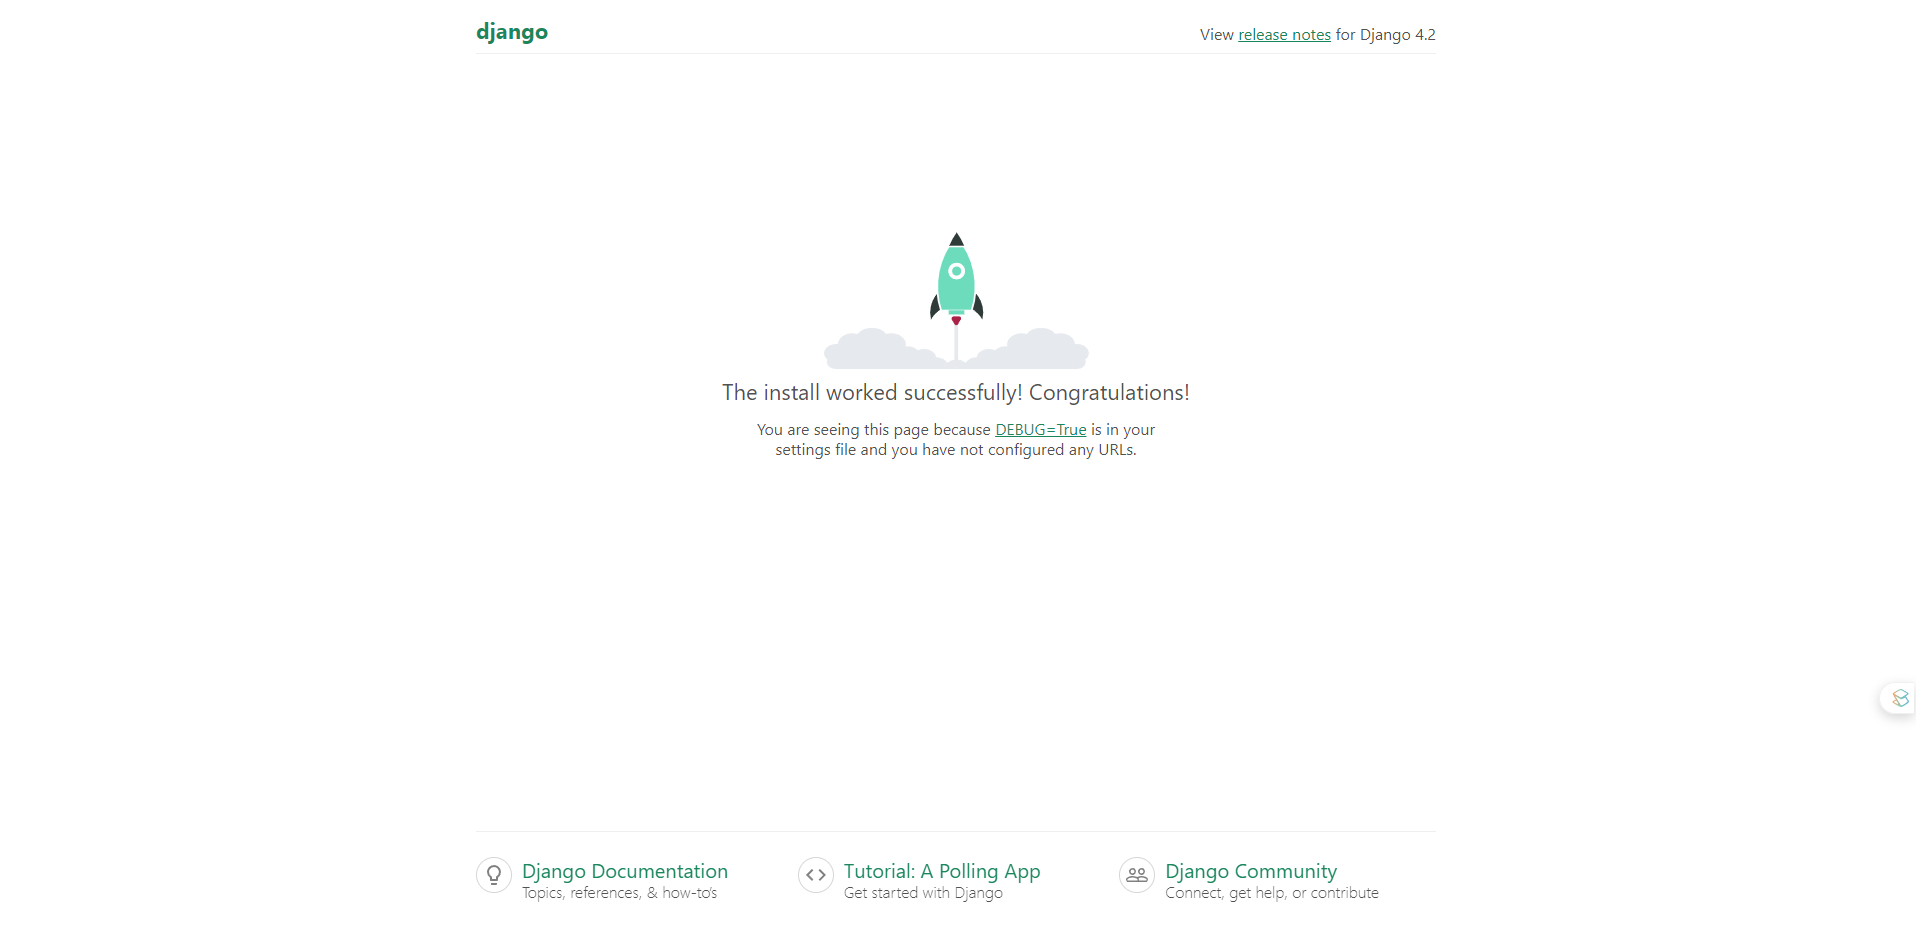 django
View release notes for Django 4.2
The install worked successfully! Congratulations!
You are seeing this page because DEBUG=True is in your
settings file and you have not configured any URLs.
Django Documentation
Topics, references, & how-to's
Tutorial: A Polling App
Get started with Django
Django Community
Connect, get help, or contribute